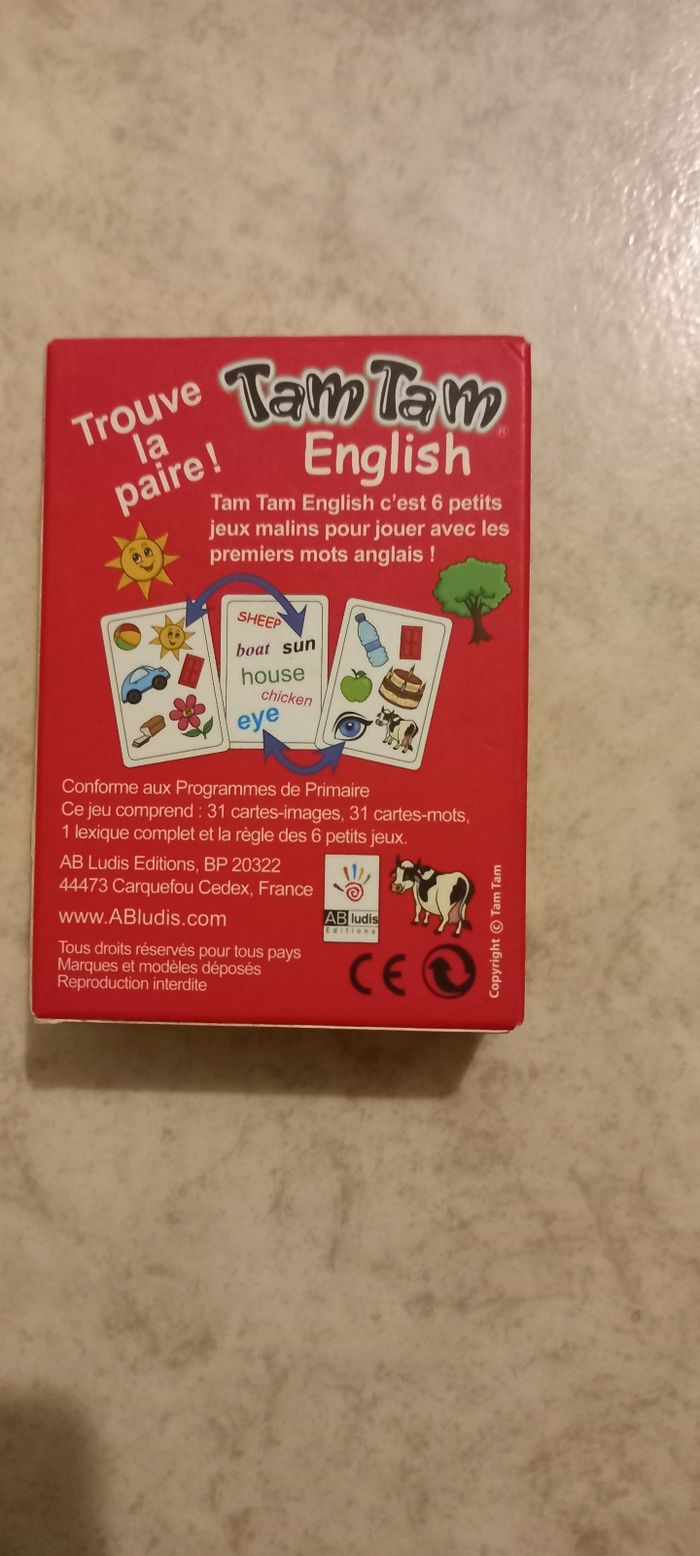 Trouve
la
paire !
Tam Tam
®
English
Tam Tam English c'est 6 petits
jeux malins pour jouer avec les
premiers mots anglais !
SHEEP
boat sun
house
chicken
eye
Conforme aux Programmes de Primaire
Ce jeu comprend : 31 cartes-images, 31 cartes-mots,
1 lexique complet et la règle des 6 petits jeux.
AB Ludis Editions, BP 20322
44473 Carquefou Cedex, France
www.ABludis.com
AB ludis
Editions
Tous droits réservés pour tous pays
Marques et modèles déposés
Reproduction interdite
CE
Copyright © Tam Tam